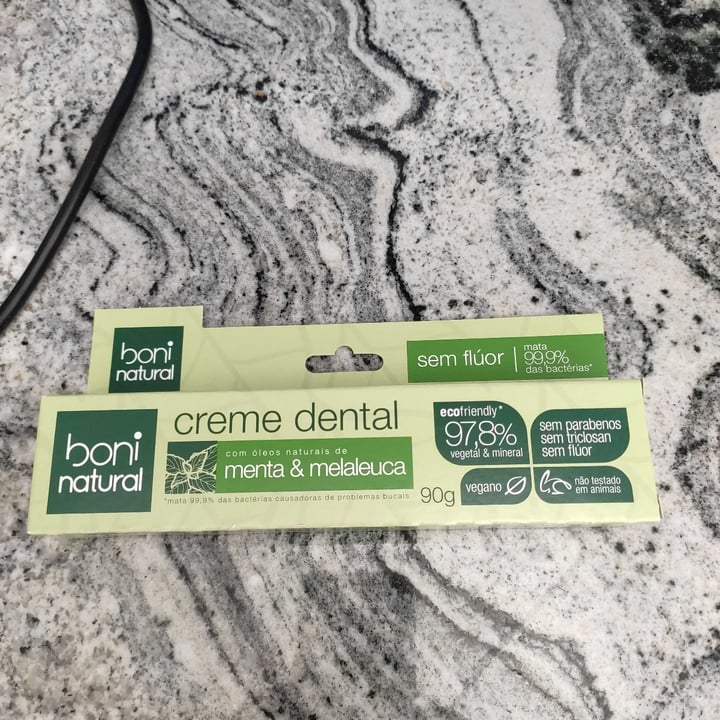 boni
natural
sem flúor
mata
99,9%
das bactérias*
boni
natural
creme dental
com óleos naturais de
menta & melaleuca
*mata 99,9% das bactérias causadoras de problemas bucais
90g
ecofriendly*
97,8%
vegetal & mineral
sem parabenos
sem triclosan
sem flúor
vegano
não testado
em animais